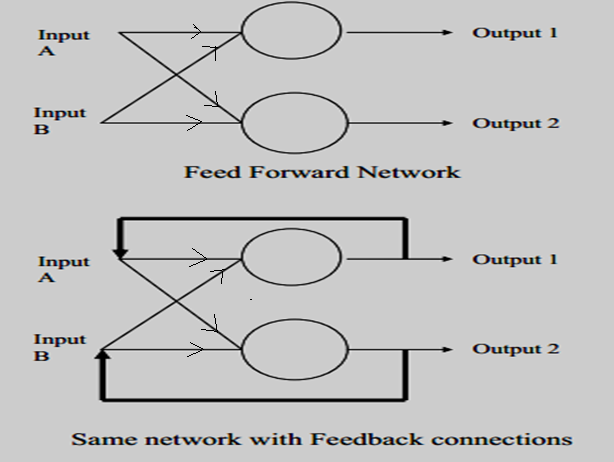 Input Output 1
A
Input Output 2
B
Feed Forward Network
Input Output 1
A
Input Output 2
B
Same network with Feedback connections